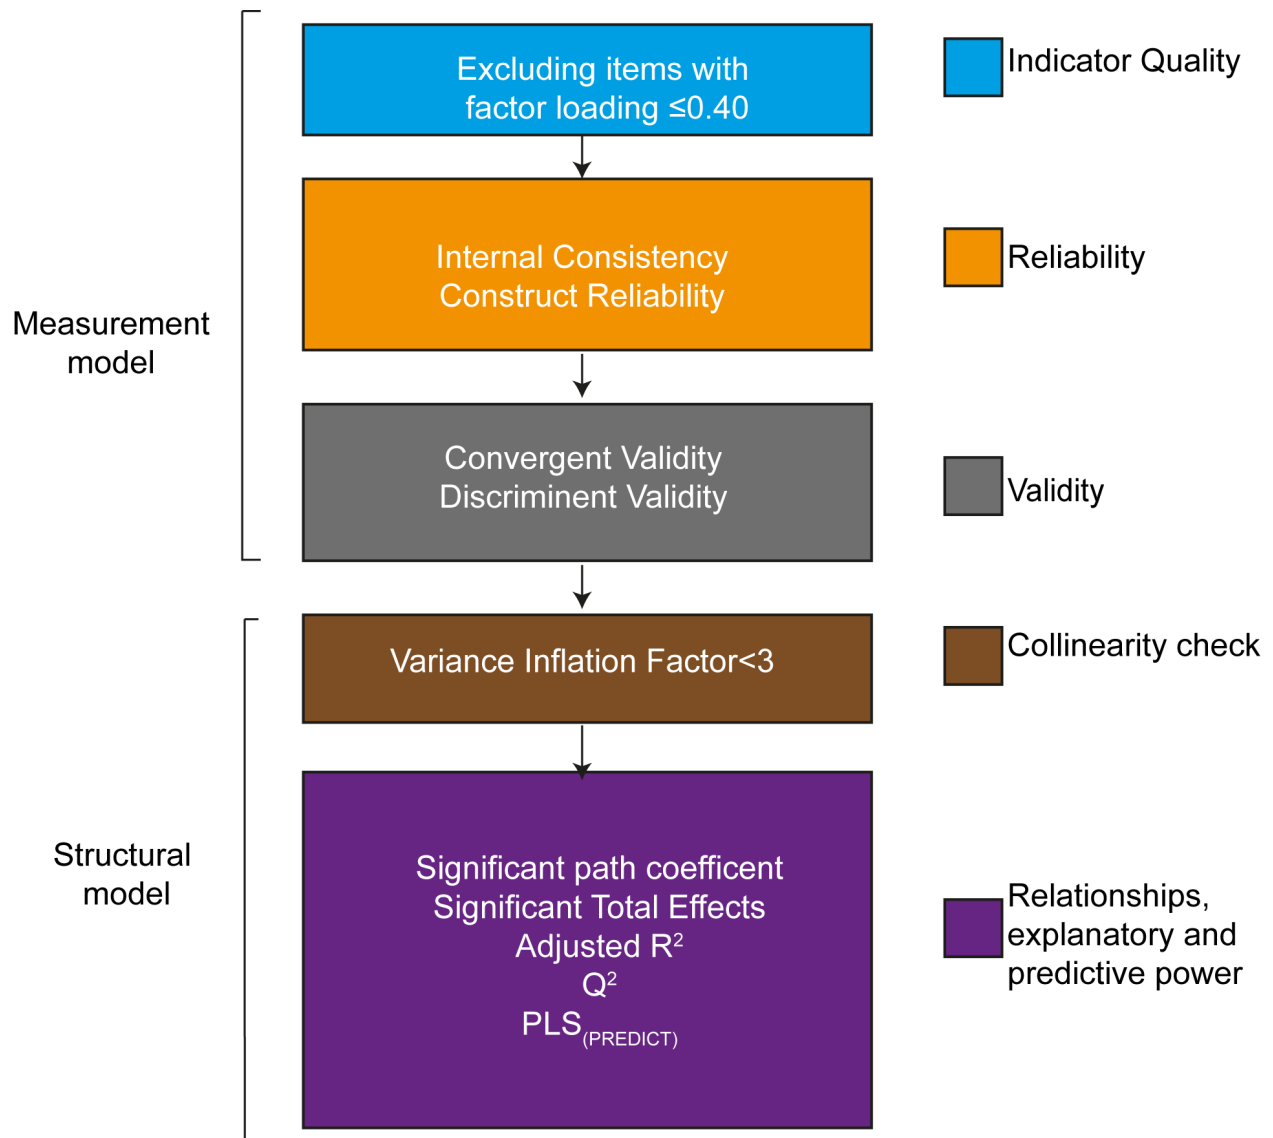 Excluding items with
factor loading ≤0.40
Indicator Quality
Internal Consistency
Construct Reliability
Reliability
Measurement
model
Convergent Validity
Discriminent Validity
Validity
Variance Inflation Factor<3
Collinearity check
Structural
model
Significant path coefficent
Significant Total Effects
Adjusted R²
Q²
PLS(PREDICT)
Relationships,
explanatory and
predictive power